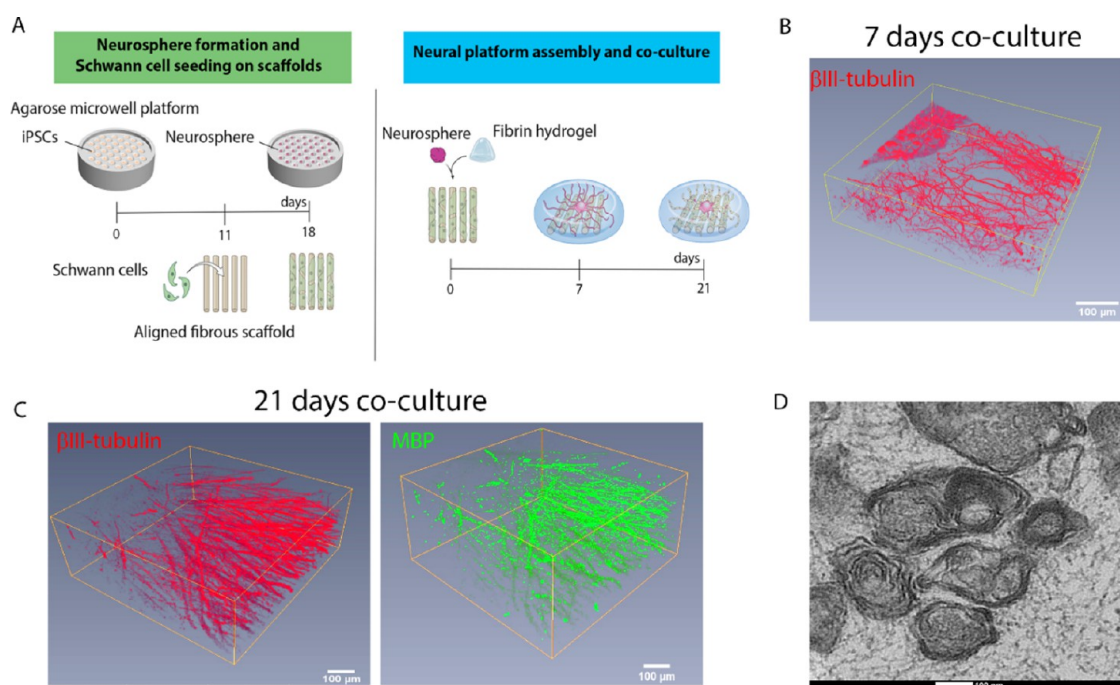 A
Neurosphere formation and
Schwann cell seeding on scaffolds
Agarose microwell platform
iPSCs
Neurosphere
days
0
11
18
Schwann cells
Aligned fibrous scaffold
Neural platform assembly and co-culture
Neurosphere
Fibrin hydrogel
days
0
7
21
B
7 days co-culture
βIII-tubulin
100 µm
C
21 days co-culture
βIII-tubulin
100 µm
MBP
100 µm
D